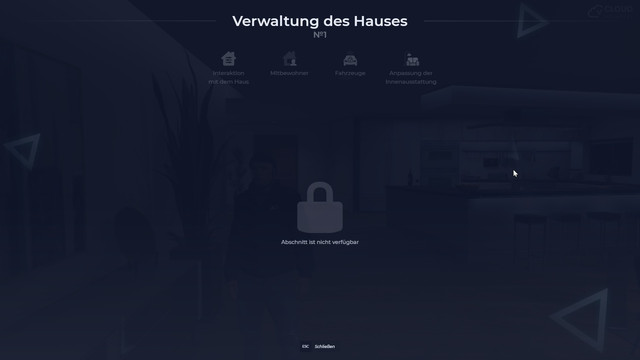 Verwaltung des Hauses
№1
Interaktion
mit dem Haus
Mitbewohner
Fahrzeuge
Anpassung der
Innenausstattung
Abschnitt ist nicht verfügbar
ESC Schließen